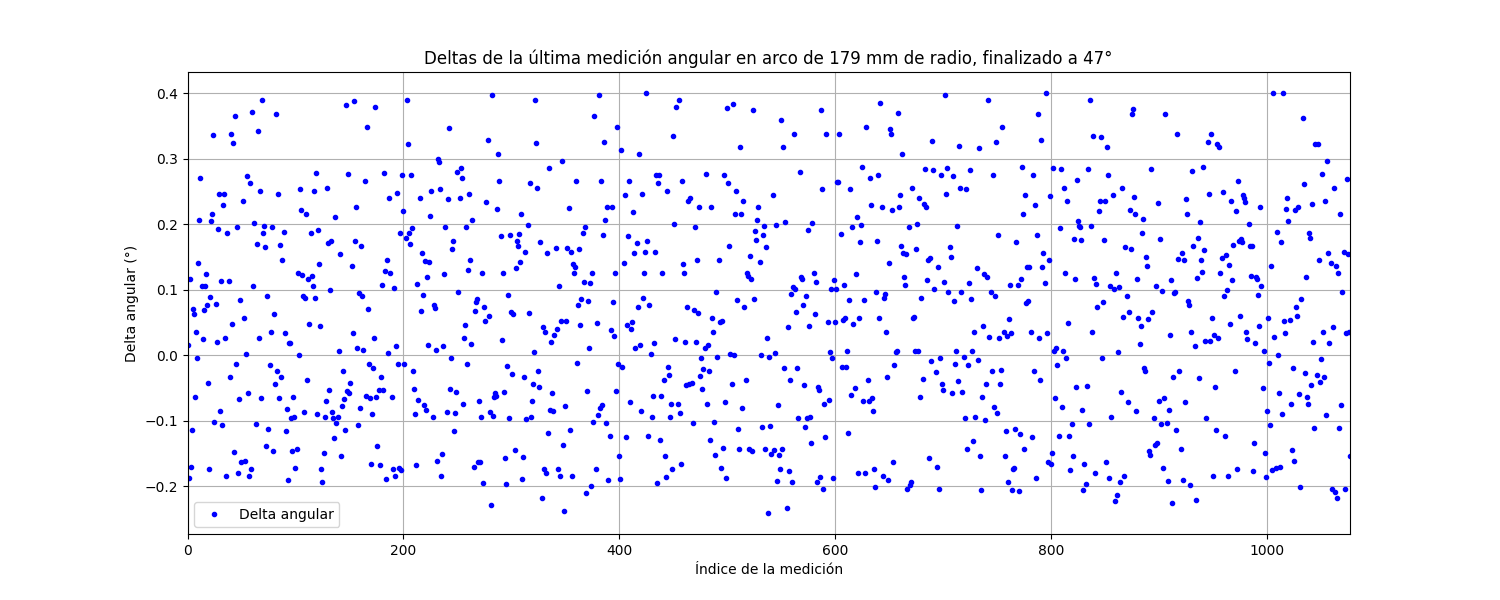 Deltas de la última medición angular en arco de 179 mm de radio, finalizado a 47°
Delta angular (°)
0.4
0.3
0.2
0.1
0.0
−0.1
−0.2
Delta angular
0 200 400 600 800 1000
Índice de la medición